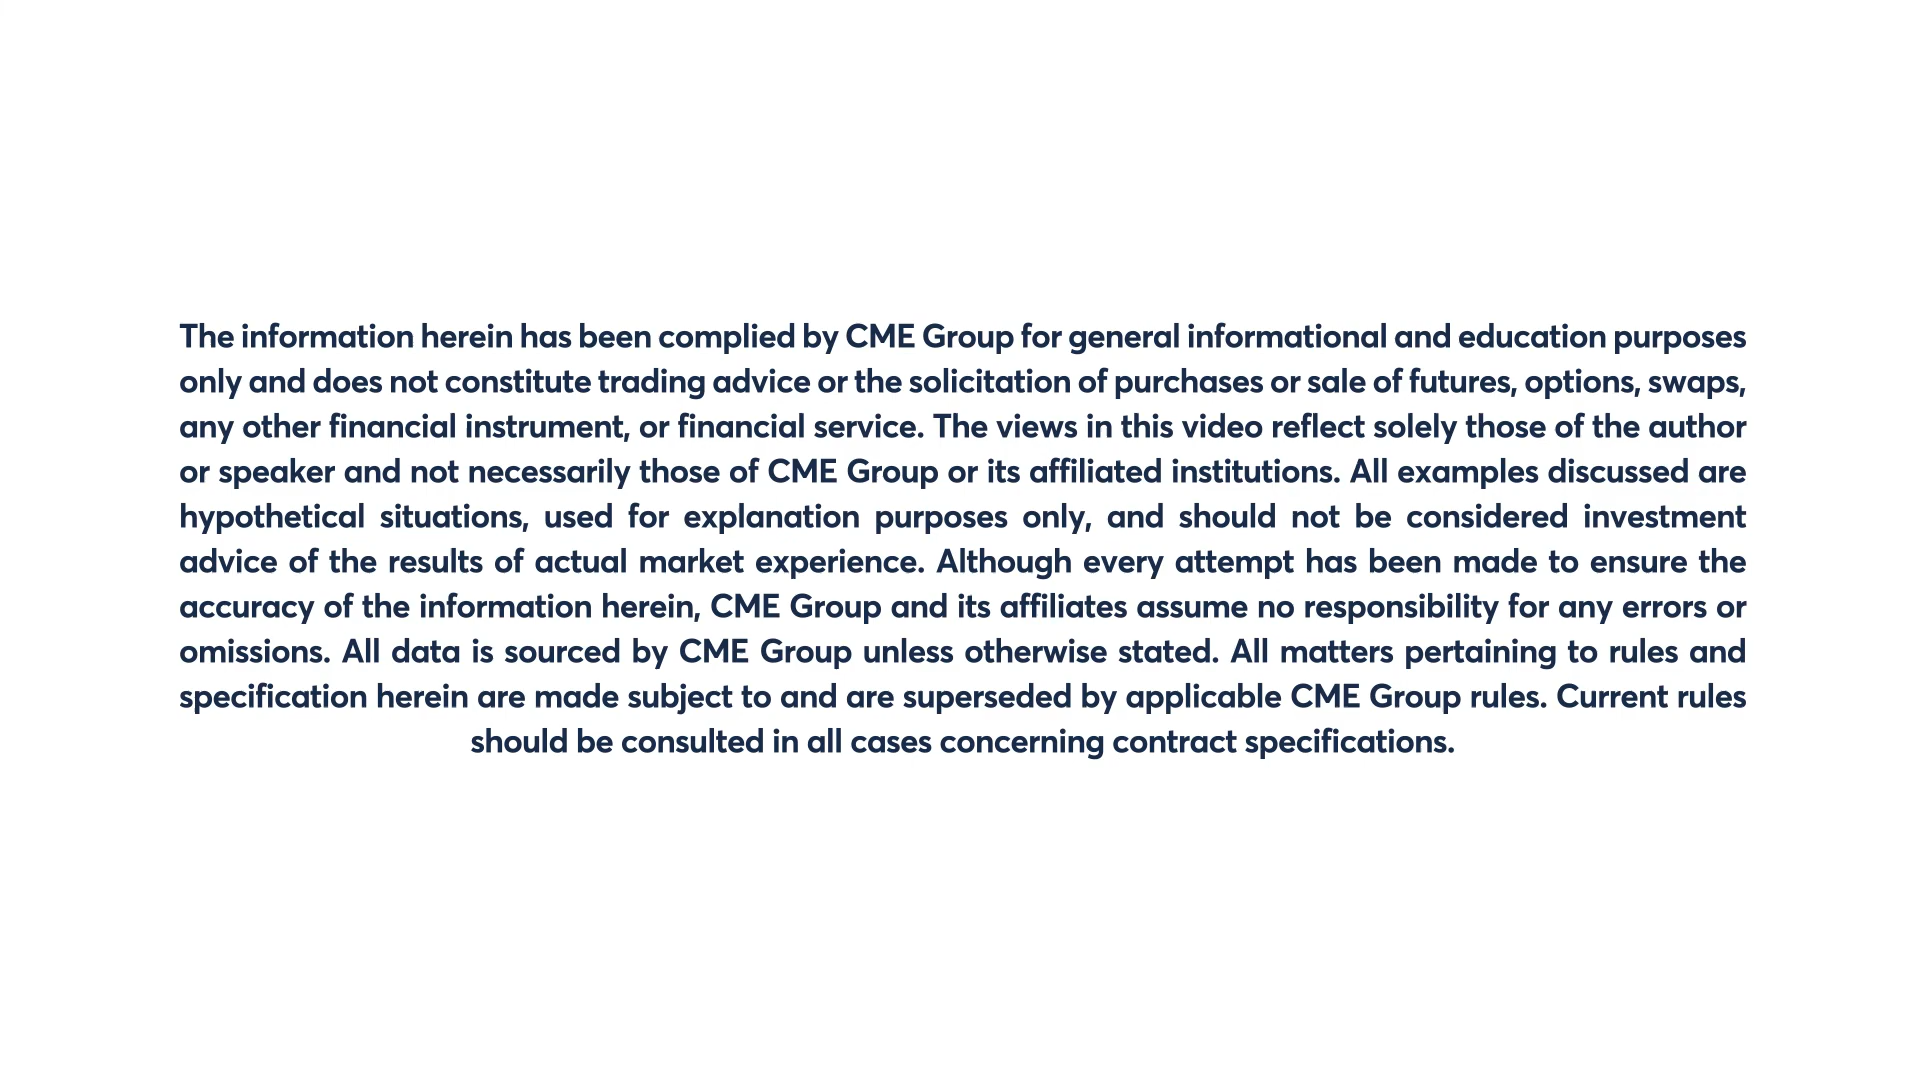 The information herein has been complied by CME Group for general informational and education purposes
only and does not constitute trading advice or the solicitation of purchases or sale of futures, options, swaps,
any other financial instrument, or financial service. The views in this video reflect solely those of the author
or speaker and not necessarily those of CME Group or its affiliated institutions. All examples discussed are
hypothetical situations, used for explanation purposes only, and should not be considered investment
advice of the results of actual market experience. Although every attempt has been made to ensure the
accuracy of the information herein, CME Group and its affiliates assume no responsibility for any errors or
omissions. All data is sourced by CME Group unless otherwise stated. All matters pertaining to rules and
specification herein are made subject to and are superseded by applicable CME Group rules. Current rules
should be consulted in all cases concerning contract specifications.